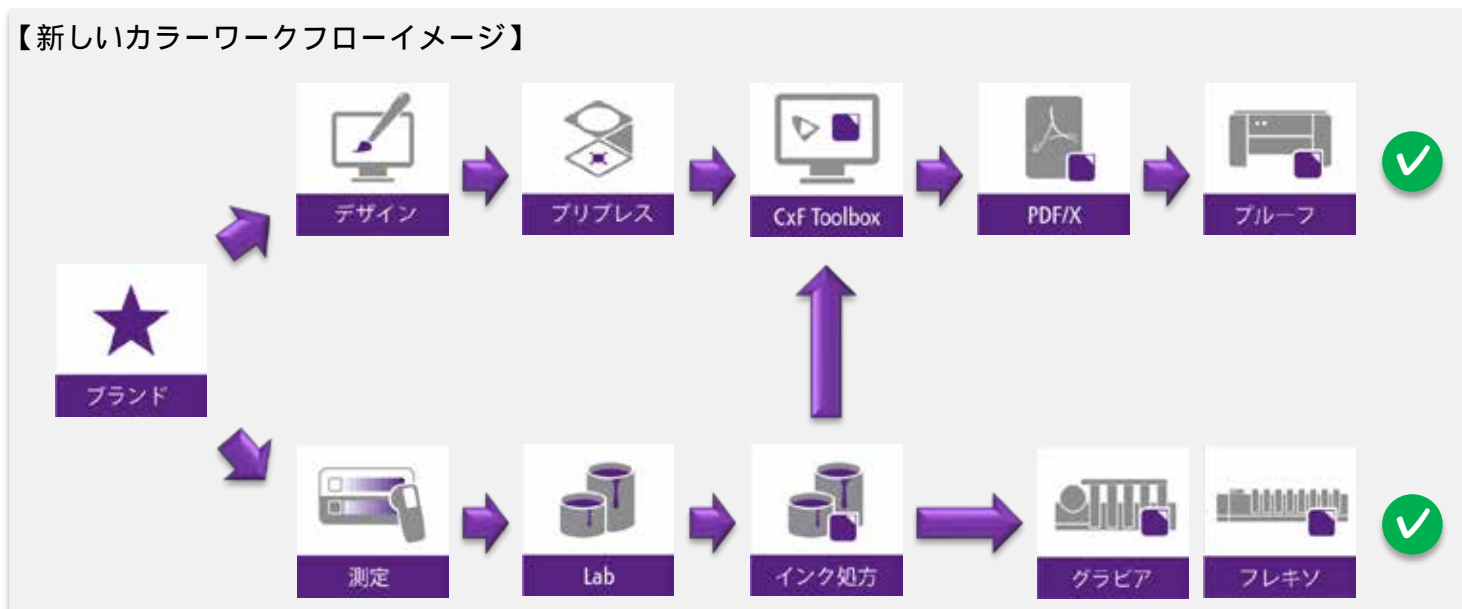 【新しいカラーワークフローイメージ】
デザイン
プリプレス
CxF Toolbox
PDF/X
プルーフ
ブランド
測定
Lab
インク処方
グラビア
フレキソ